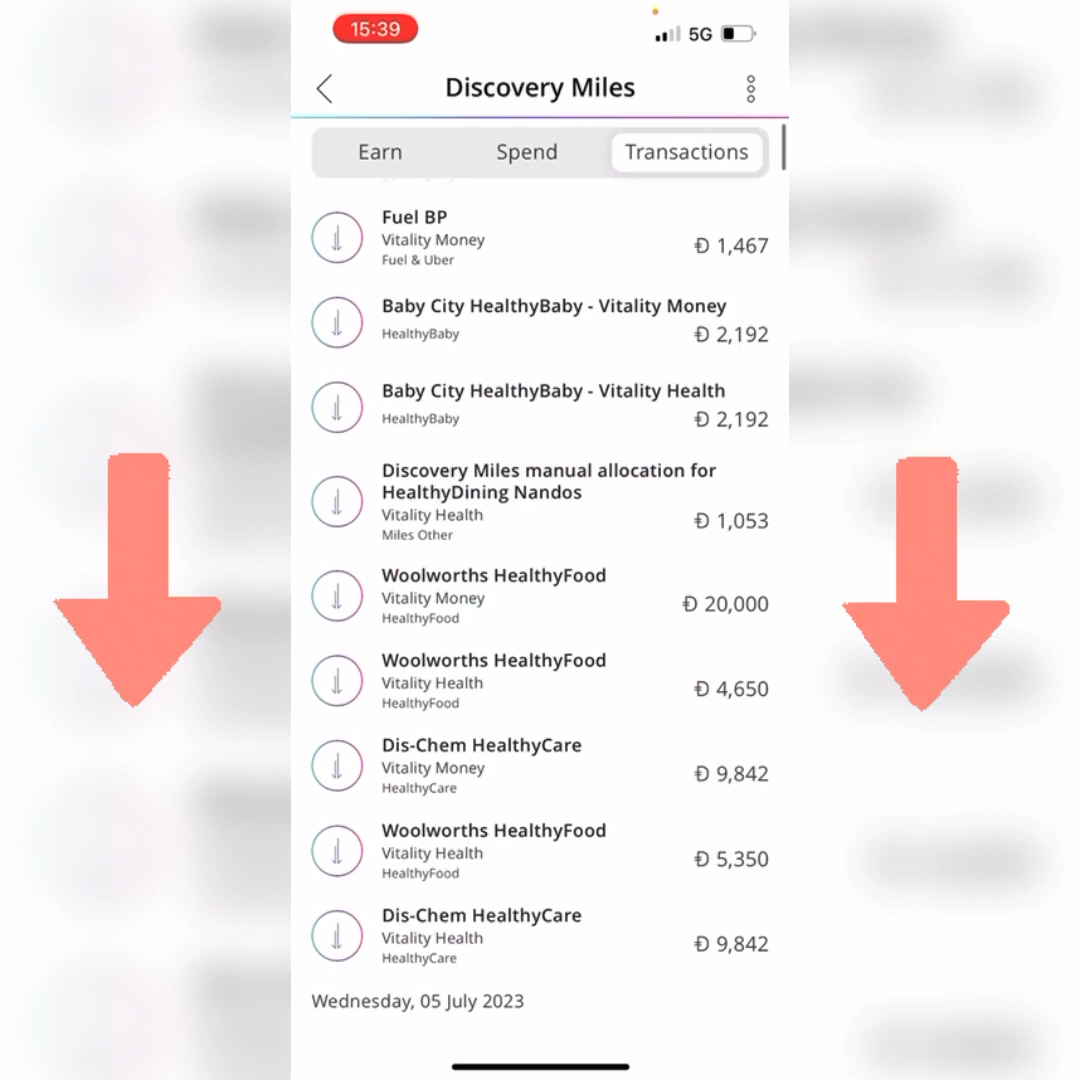 15:39
5G
Discovery Miles
Earn
Spend
Transactions
Fuel BP
Vitality Money
Fuel & Uber
Đ 1,467
Baby City HealthyBaby - Vitality Money
HealthyBaby
Đ 2,192
Baby City HealthyBaby - Vitality Health
HealthyBaby
Đ 2,192
Discovery Miles manual allocation for
HealthyDining Nandos
Vitality Health
Miles Other
Đ 1,053
Woolworths HealthyFood
Vitality Money
HealthyFood
Đ 20,000
Woolworths HealthyFood
Vitality Health
HealthyFood
Đ 4,650
Dis-Chem HealthyCare
Vitality Money
HealthyCare
Đ 9,842
Woolworths HealthyFood
Vitality Health
HealthyFood
Đ 5,350
Dis-Chem HealthyCare
Vitality Health
HealthyCare
Đ 9,842
Wednesday, 05 July 2023